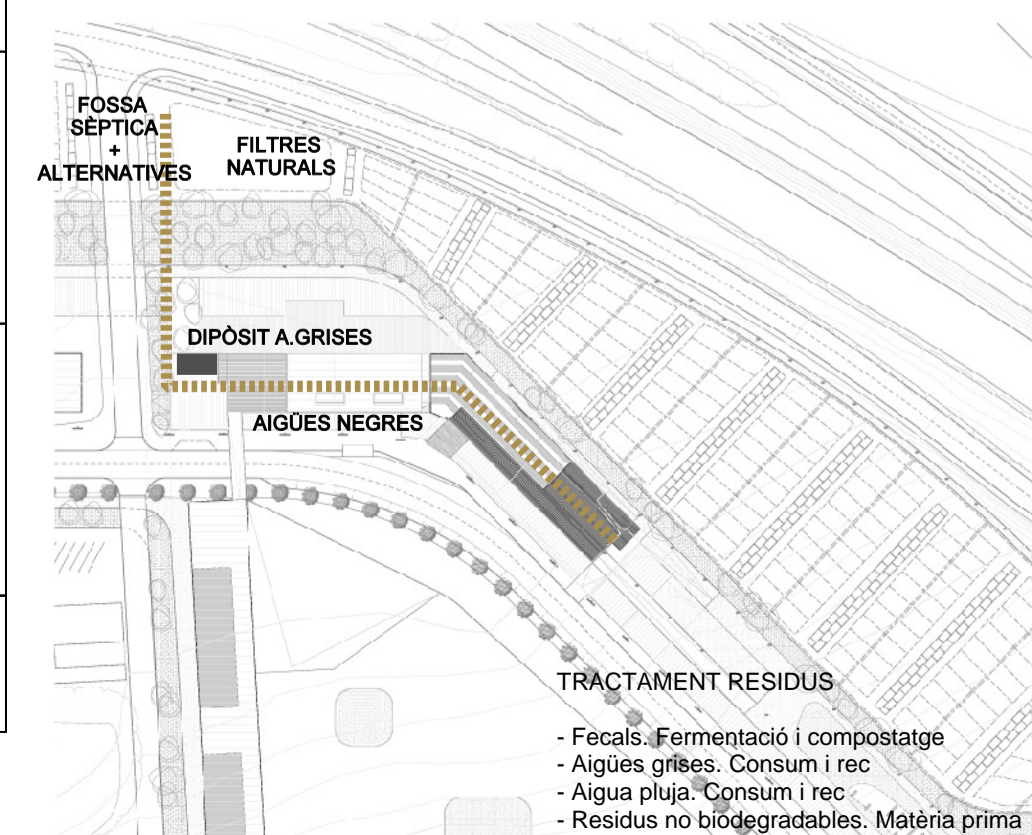 FOSSA
SÈPTICA
+
ALTERNATIVES
FILTRES
NATURALS
DIPÒSIT A.GRISES
AIGÜES NEGRES
TRACTAMENT RESIDUS
- Fecals. Fermentació i compostatge
- Aigües grises. Consum i rec
- Aigua pluja. Consum i rec
- Residus no biodegradables. Matèria prima